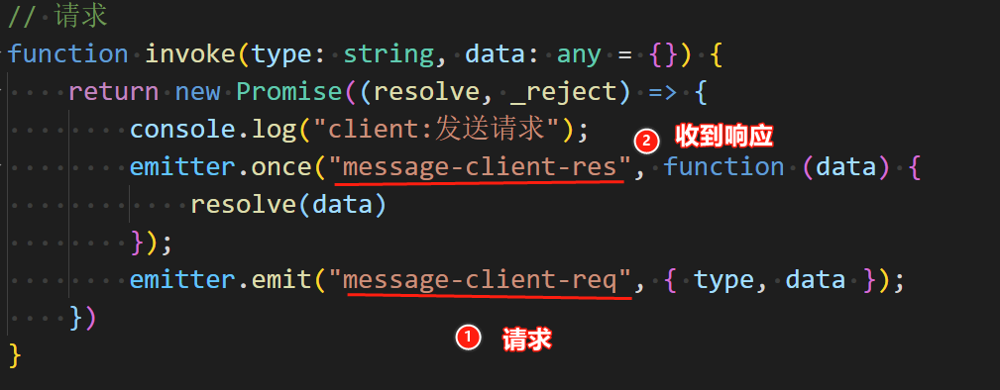 // 请求
function invoke(type: string, data: any = {}) {
    return new Promise((resolve, _reject) => {
        console.log("client:发送请求");
        emitter.once("message-client-res", function (data) {
            resolve(data)
        });
        emitter.emit("message-client-req", { type, data });
    })
}
2 收到响应
1 请求